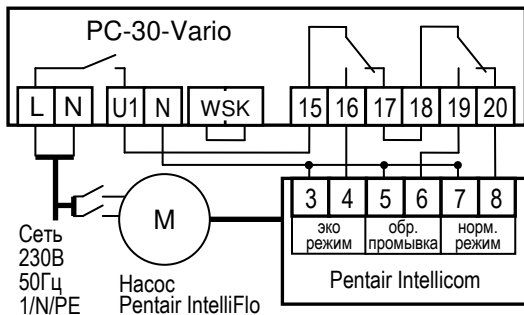 PC-30-Vario
L N U1 N WSK 15 16 17 18 19 20
3 4 5 6 7 8
эко режим
обр. промывка
норм. режим
M
Сеть
230В
50Гц
1/N/PE
Насос
Pentair IntelliFlo
Pentair Intellicom